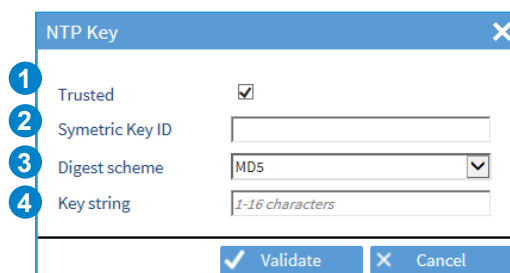 NTP Key
1 Trusted
2 Symetric Key ID
3 Digest scheme MD5
4 Key string 1-16 characters
Validate Cancel